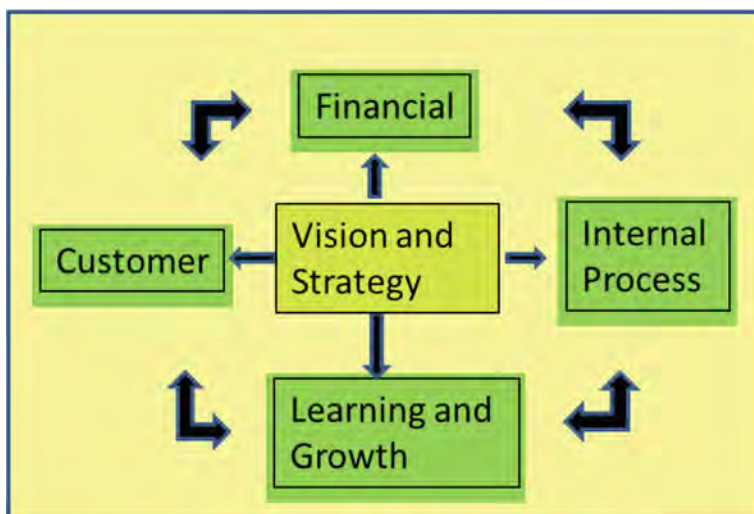 Financial
Customer
Vision and
Strategy
Internal
Process
Learning and
Growth